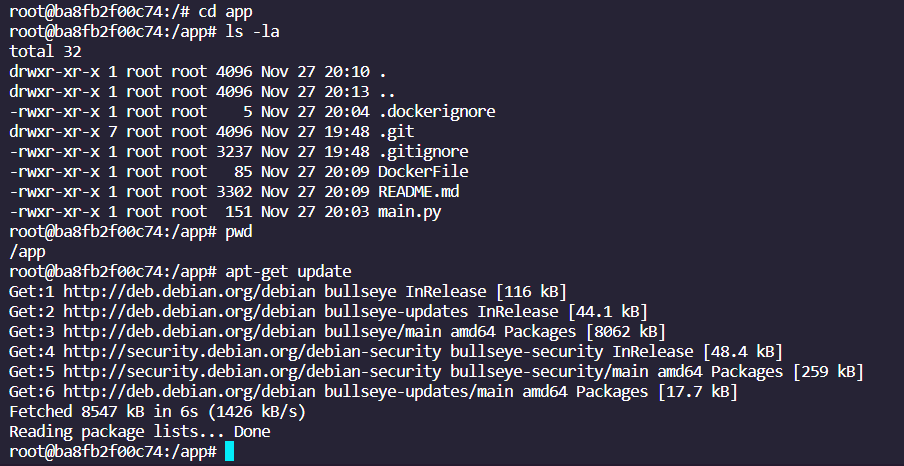 root@ba8fb2f00c74:/# cd app
root@ba8fb2f00c74:/app# ls -la
total 32
drwxr-xr-x 1 root root 4096 Nov 27 20:10 .
drwxr-xr-x 1 root root 4096 Nov 27 20:13 ..
-rwxr-xr-x 1 root root    5 Nov 27 20:04 .dockerignore
drwxr-xr-x 7 root root 4096 Nov 27 19:48 .git
-rwxr-xr-x 1 root root 3237 Nov 27 19:48 .gitignore
-rwxr-xr-x 1 root root   85 Nov 27 20:09 DockerFile
-rwxr-xr-x 1 root root 3302 Nov 27 20:09 README.md
-rwxr-xr-x 1 root root  151 Nov 27 20:03 main.py
root@ba8fb2f00c74:/app# pwd
/app
root@ba8fb2f00c74:/app# apt-get update
Get:1 http://deb.debian.org/debian bullseye InRelease [116 kB]
Get:2 http://deb.debian.org/debian bullseye-updates InRelease [44.1 kB]
Get:3 http://deb.debian.org/debian bullseye/main amd64 Packages [8062 kB]
Get:4 http://security.debian.org/debian-security bullseye-security InRelease [48.4 kB]
Get:5 http://security.debian.org/debian-security bullseye-security/main amd64 Packages [259 kB]
Get:6 http://deb.debian.org/debian bullseye-updates/main amd64 Packages [17.7 kB]
Fetched 8547 kB in 6s (1426 kB/s)
Reading package lists... Done
root@ba8fb2f00c74:/app#